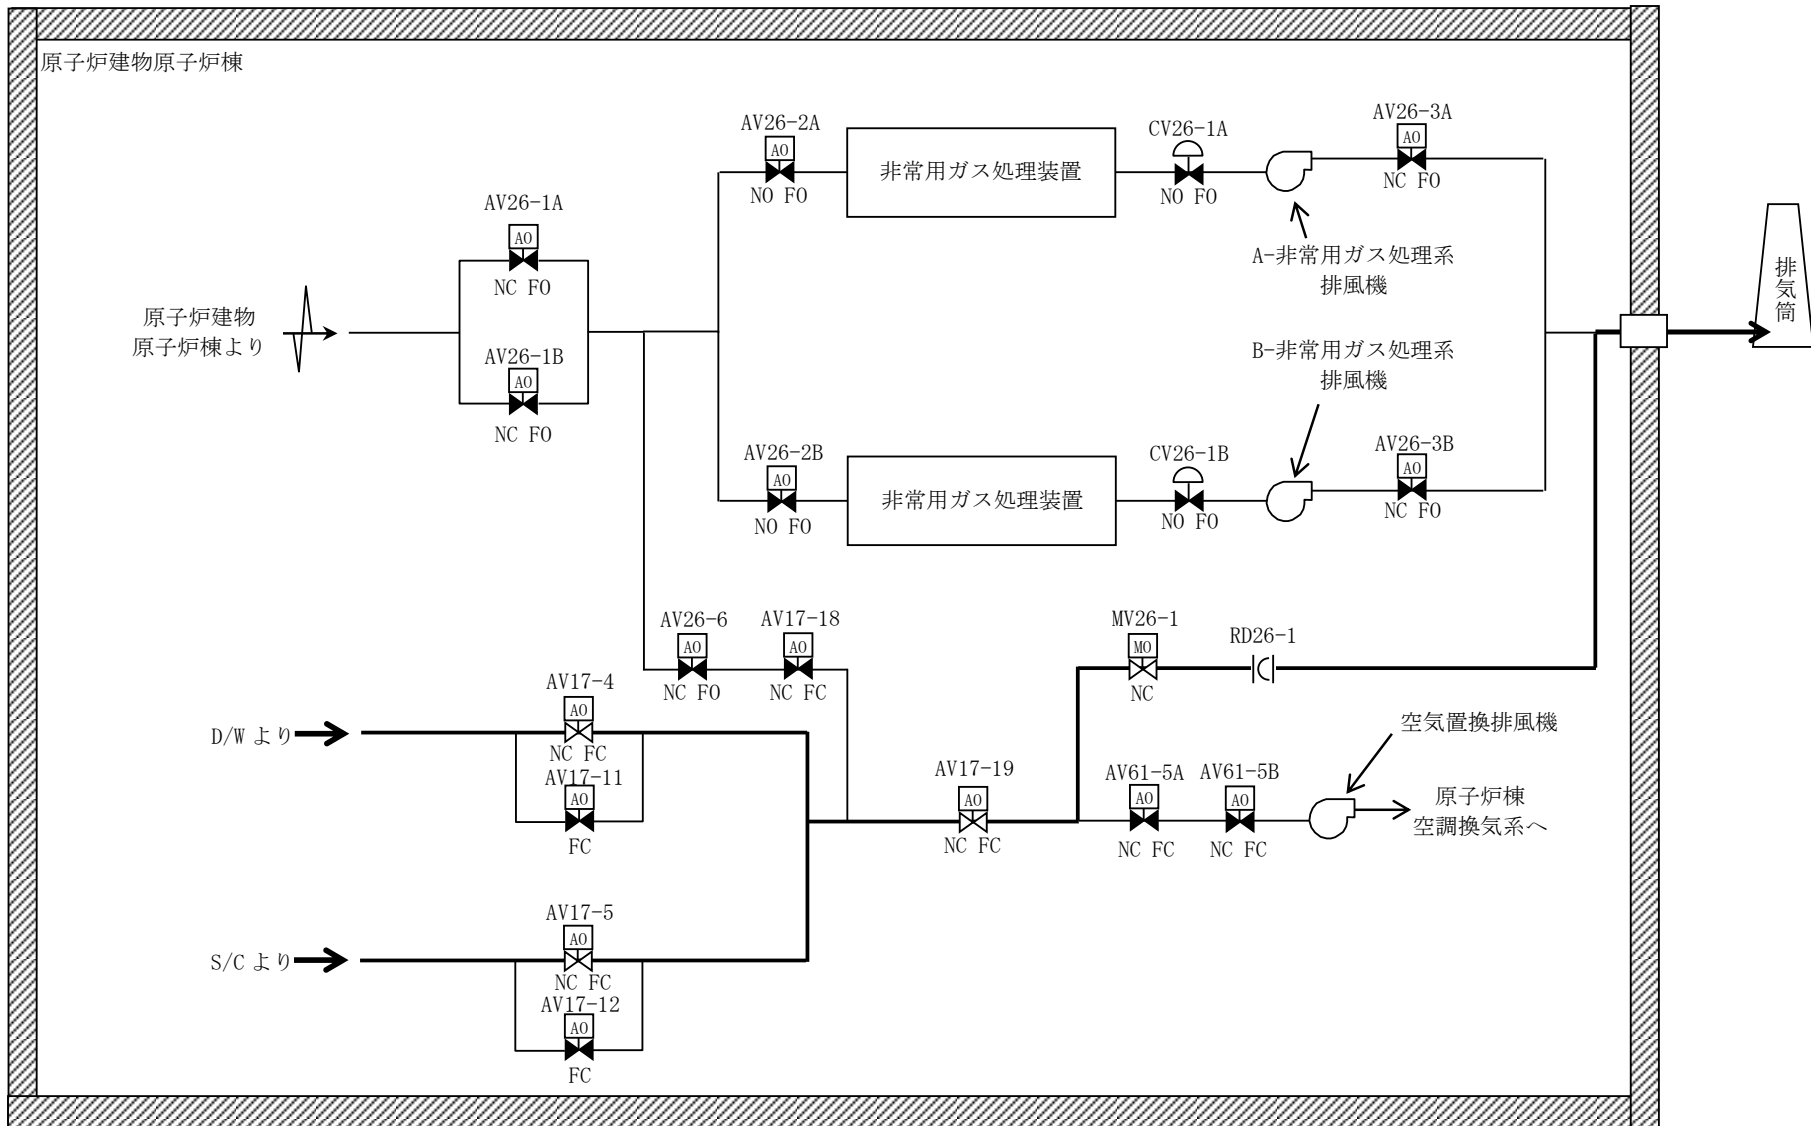 原子炉建物原子炉棟
AV26-2A
AO
NO FO
非常用ガス処理装置
CV26-1A
NO FO
AV26-3A
AO
NC FO
AV26-1A
AO
NC FO
A-非常用ガス処理系
排風機
排気筒
原子炉建物
原子炉棟より
AV26-1B
AO
NC FO
B-非常用ガス処理系
排風機
AV26-2B
AO
NO FO
非常用ガス処理装置
CV26-1B
NO FO
AV26-3B
AO
NC FO
AV26-6
AO
NC FO
AV17-18
AO
NC FC
MV26-1
MO
NC
RD26-1
AV17-4
AO
NC FC
D/W より
AV17-11
AO
FC
空気置換排風機
AV17-19
AO
NC FC
AV61-5A
AO
NC FC
AV61-5B
AO
NC FC
原子炉棟
空調換気系へ
AV17-5
AO
NC FC
S/C より
AV17-12
AO
FC